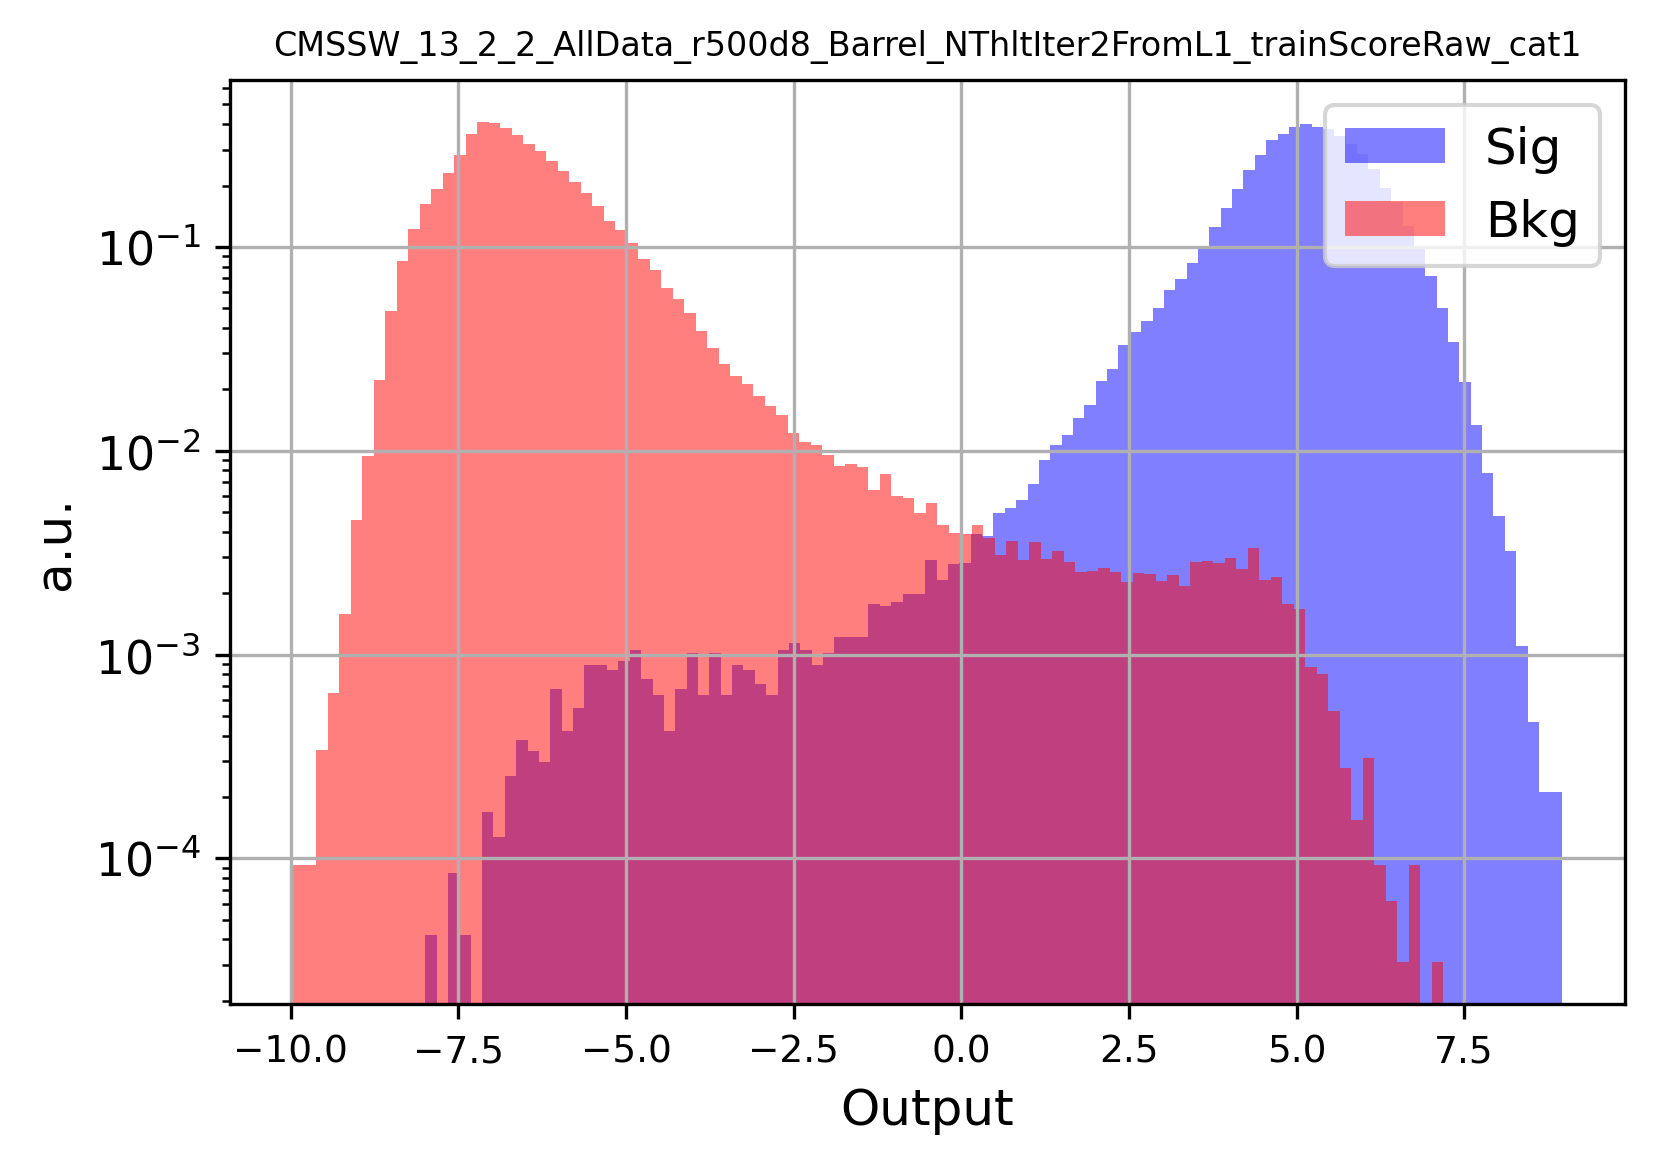 CMSSW_13_2_2_AllData_r500d8_Barrel_NThltIter2FromL1_trainScoreRaw_cat1
Sig
Bkg
10⁻¹
10⁻²
10⁻³
10⁻⁴
a.u.
−10.0 −7.5 −5.0 −2.5 0.0 2.5 5.0 7.5
Output